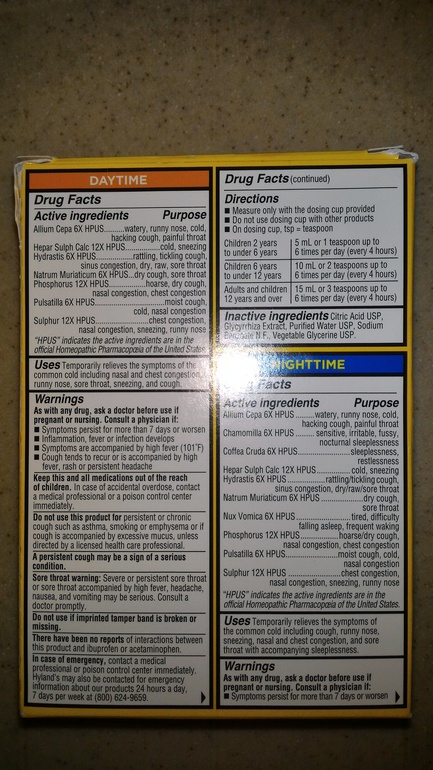 DAYTIME
Drug Facts
Active ingredients Purpose
Allium Cepa 6X HPUS..........watery, runny nose, cold,
hacking cough, painful throat
Hepar Sulph Calc 12X HPUS..................cold, sneezing
Hydrastis 6X HPUS..................rattling, tickling cough,
sinus congestion, dry, raw, sore throat
Natrum Muriaticum 6X HPUS...dry cough, sore throat
Phosphorus 12X HPUS......................hoarse, dry cough,
nasal congestion, chest congestion
Pulsatilla 6X HPUS.................................moist cough,
cold, nasal congestion
Sulphur 12X HPUS...........................chest congestion,
nasal congestion, sneezing, runny nose
"HPUS" indicates the active ingredients are in the
official Homeopathic Pharmacopœia of the United States.
Uses Temporarily relieves the symptoms of the
common cold including nasal and chest congestion,
runny nose, sore throat, sneezing, and cough.
Warnings
As with any drug, ask a doctor before use if
pregnant or nursing. Consult a physician if:
■ Symptoms persist for more than 7 days or worsen
■ Inflammation, fever or infection develops
■ Symptoms are accompanied by high fever (101°F)
■ Cough tends to recur or is accompanied by high
fever, rash or persistent headache
Keep this and all medications out of the reach
of children. In case of accidental overdose, contact
a medical professional or a poison control center
immediately.
Do not use this product for persistent or chronic
cough such as asthma, smoking or emphysema or if
cough is accompanied by excessive mucus, unless
directed by a licensed health care professional.
A persistent cough may be a sign of a serious
condition.
Sore throat warning: Severe or persistent sore throat
or sore throat accompanied by high fever, headache,
nausea, and vomiting may be serious. Consult a
doctor promptly.
Do not use if imprinted tamper band is broken or
missing.
There have been no reports of interactions between
this product and ibuprofen or acetaminophen.
In case of emergency, contact a medical
professional or poison control center immediately.
Hyland's may also be contacted for emergency
information about our products 24 hours a day,
7 days per week at (800) 624-9659.
Drug Facts (continued)
Directions
■ Measure only with the dosing cup provided
■ Do not use dosing cup with other products
■ On dosing cup, tsp = teaspoon
Children 2 years 5 mL or 1 teaspoon up to
to under 6 years 6 times per day (every 4 hours)
Children 6 years 10 mL or 2 teaspoons up to
to under 12 years 6 times per day (every 4 hours)
Adults and children 15 mL or 3 teaspoons up to
12 years and over 6 times per day (every 4 hours)
Inactive ingredients Citric Acid USP,
Glycyrrhiza Extract, Purified Water USP, Sodium
Benzoate N.F., Vegetable Glycerine USP.
NIGHTTIME
Facts
Active ingredients Purpose
Allium Cepa 6X HPUS.......watery, runny nose, cold,
hacking cough, painful throat
Chamomilla 6X HPUS......... sensitive, irritable, fussy,
nocturnal sleeplessness
Coffea Cruda 6X HPUS........................sleeplessness,
restlessness
Hepar Sulph Calc 12X HPUS...............cold, sneezing
Hydrastis 6X HPUS......................rattling/tickling cough,
sinus congestion, dry/raw/sore throat
Natrum Muriaticum 6X HPUS.......................dry cough,
sore throat
Nux Vomica 6X HPUS.........................tired, difficulty
falling asleep, frequent waking
Phosphorus 12X HPUS......................hoarse/dry cough,
nasal congestion, chest congestion
Pulsatilla 6X HPUS......................moist cough, cold,
nasal congestion
Sulphur 12X HPUS..........................chest congestion,
nasal congestion, sneezing, runny nose
"HPUS" indicates the active ingredients are in the
official Homeopathic Pharmacopœia of the United States.
Uses Temporarily relieves the symptoms of
the common cold including cough, runny nose,
sneezing, nasal and chest congestion, and sore
throat with accompanying sleeplessness.
Warnings
As with any drug, ask a doctor before use if
pregnant or nursing. Consult a physician if:
■ Symptoms persist for more than 7 days or worsen